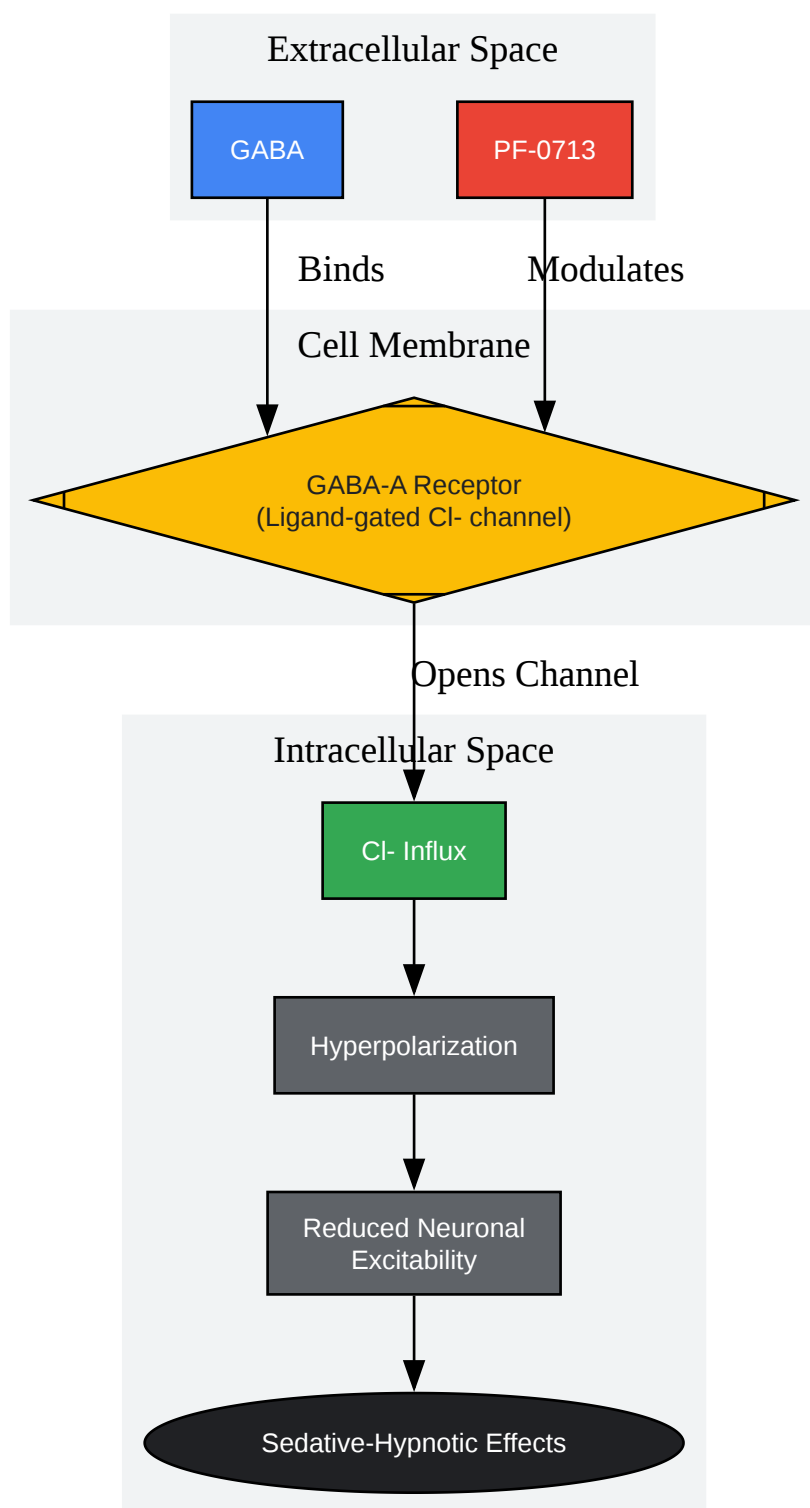 Extracellular Space
GABA
PF-0713
Binds
Modulates
Cell Membrane
GABA-A Receptor
(Ligand-gated Cl- channel)
Opens Channel
Intracellular Space
Cl- Influx
Hyperpolarization
Reduced Neuronal
Excitability
Sedative-Hypnotic Effects